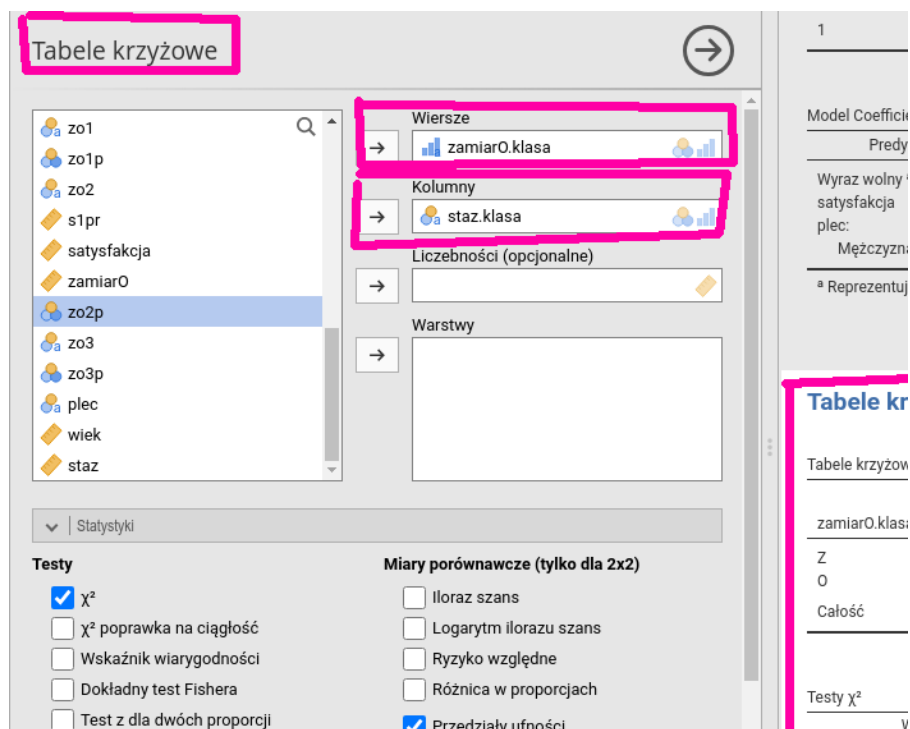 Tabele krzyżowe
zo1
zo1p
zo2
s1pr
satysfakcja
zamiarO
zo2p
zo3
zo3p
plec
wiek
staz
Wiersze
zamiarO.klasa
Kolumny
staz.klasa
Liczebności (opcjonalne)
Warstwy
Statystyki
Testy
χ²
χ² poprawka na ciągłość
Wskaźnik wiarygodności
Dokładny test Fishera
Test z dla dwóch proporcji
Miary porównawcze (tylko dla 2x2)
Iloraz szans
Logarytm ilorazu szans
Ryzyko względne
Różnica w proporcjach
Przedziały ufności
1
Model Coefficie
Predy
Wyraz wolny ª
satysfakcja
plec:
Mężczyzna
ª Reprezentuj
Tabele kr
Tabele krzyżow
zamiarO.klasa
Z
O
Całość
Testy χ²
W